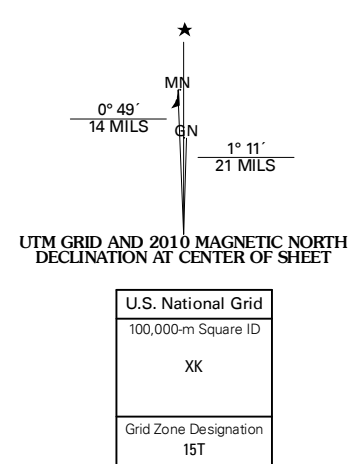 MN
0° 49´
14 MILS
GN
1° 11´
21 MILS
UTM GRID AND 2010 MAGNETIC NORTH
DECLINATION AT CENTER OF SHEET
U.S. National Grid
100,000-m Square ID
XK
Grid Zone Designation
15T